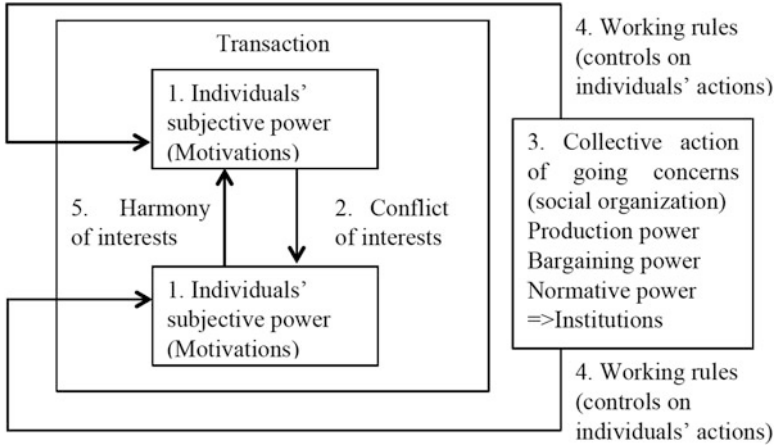 Transaction
1. Individuals’
subjective power
(Motivations)
5. Harmony
of interests
2. Conflict
of interests
1. Individuals’
subjective power
(Motivations)
4. Working rules
(controls on
individuals’ actions)
3. Collective action
of going concerns
(social organization)
Production power
Bargaining power
Normative power
=>Institutions
4. Working rules
(controls on
individuals’ actions)